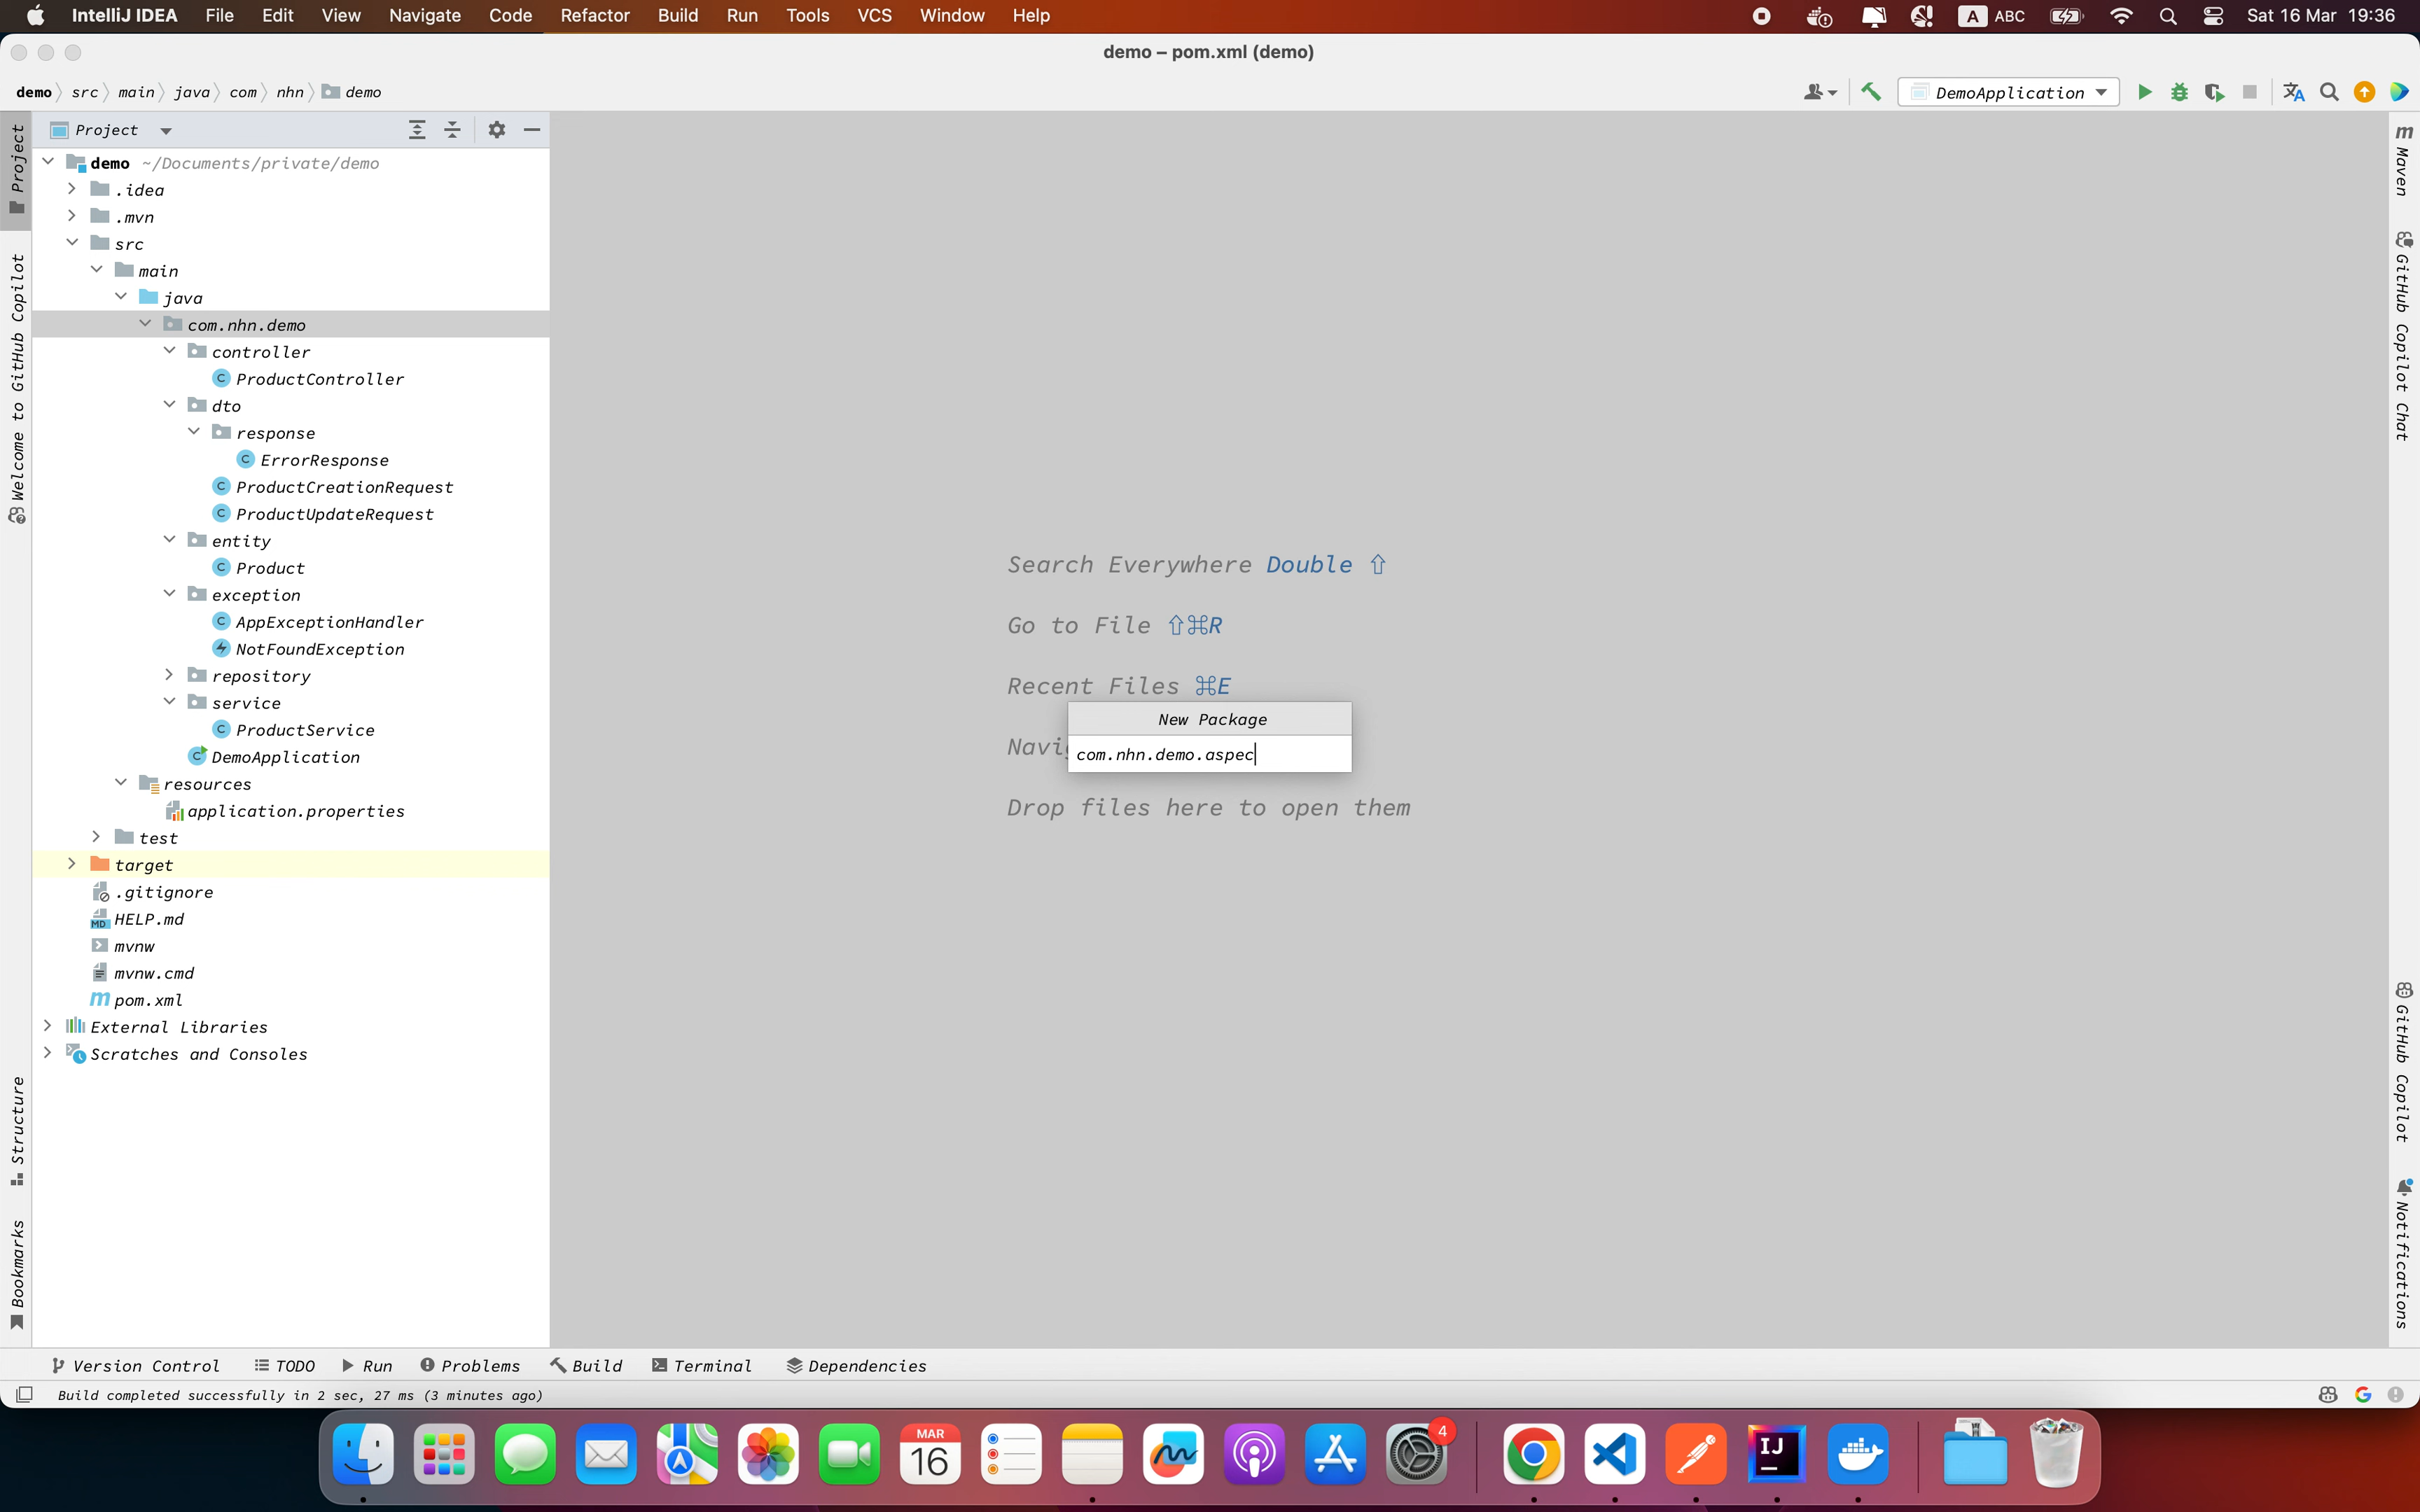 IntelliJ IDEA File Edit View Navigate Code Refactor Build Run Tools VCS Window Help A ABC Sat 16 Mar 19:36
demo – pom.xml (demo)
demo src main java com nhn demo DemoApplication
Project
Project
Welcome to GitHub Copilot
Structure
Bookmarks
demo ~/Documents/private/demo
.idea
.mvn
src
main
java
com.nhn.demo
controller
ProductController
dto
response
ErrorResponse
ProductCreationRequest
ProductUpdateRequest
entity
Product
exception
AppExceptionHandler
NotFoundException
repository
service
ProductService
DemoApplication
resources
application.properties
test
target
.gitignore
HELP.md
mvnw
mvnw.cmd
pom.xml
External Libraries
Scratches and Consoles
Search Everywhere Double ⇧
Go to File ⇧⌘R
Recent Files ⌘E
New Package
com.nhn.demo.aspec
Drop files here to open them
Maven
GitHub Copilot Chat
GitHub Copilot
Notifications
Version Control TODO Run Problems Build Terminal Dependencies
Build completed successfully in 2 sec, 27 ms (3 minutes ago)
MAR
16
4
IJ